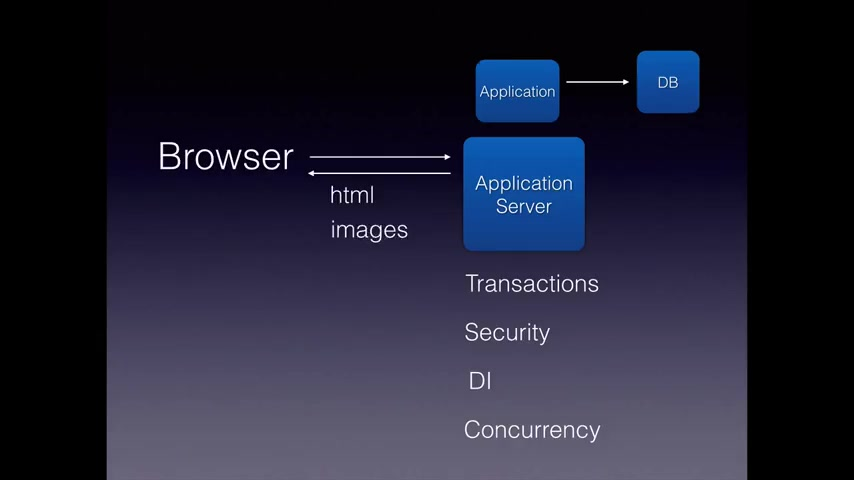 Application
DB
Browser
Application
Server
html
images
Transactions
Security
DI
Concurrency